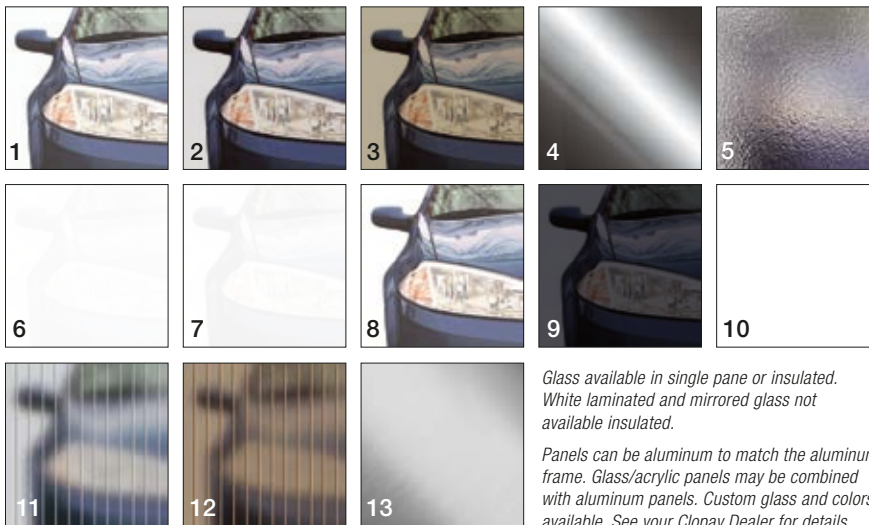 1
2
3
4
5
6
7
8
9
10
11
12
13
Glass available in single pane or insulated.
White laminated and mirrored glass not
available insulated.
Panels can be aluminum to match the aluminum
frame. Glass/acrylic panels may be combined
with aluminum panels. Custom glass and colors
available. See your Clopay Dealer for details